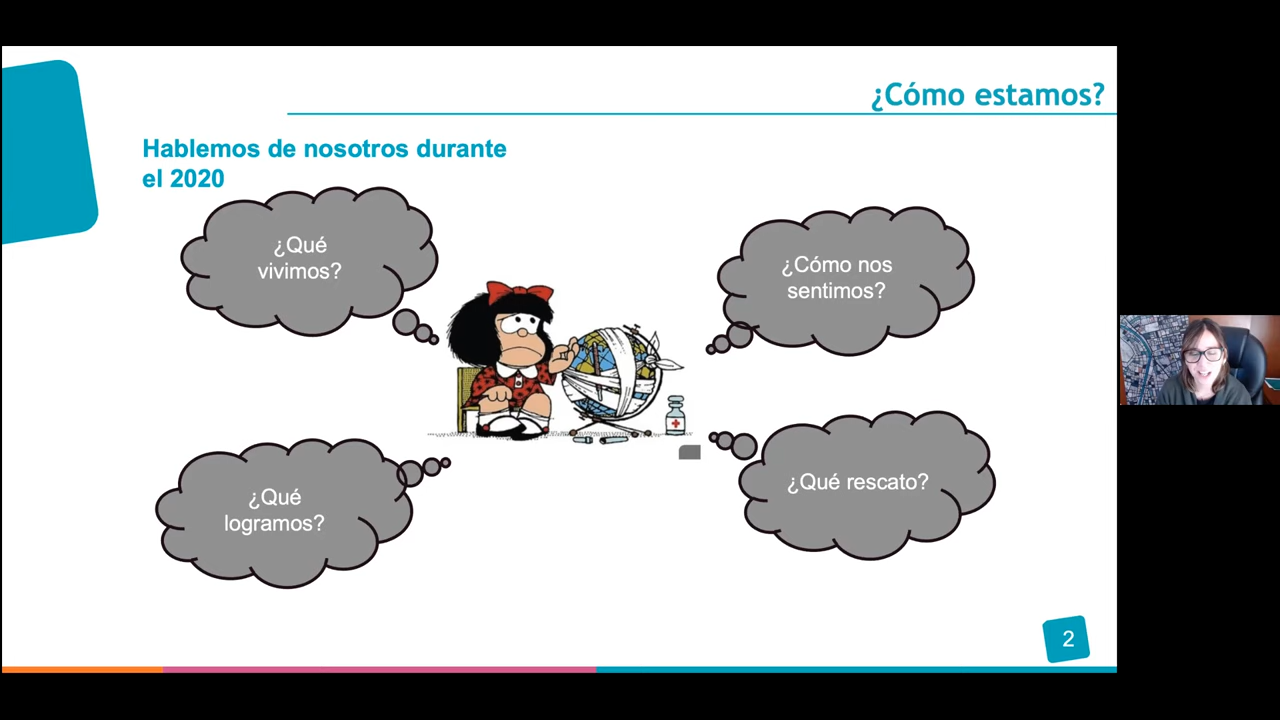 ¿Cómo estamos?
Hablemos de nosotros durante
el 2020
¿Qué
vivimos?
¿Cómo nos
sentimos?
¿Qué
logramos?
¿Qué rescato?
2